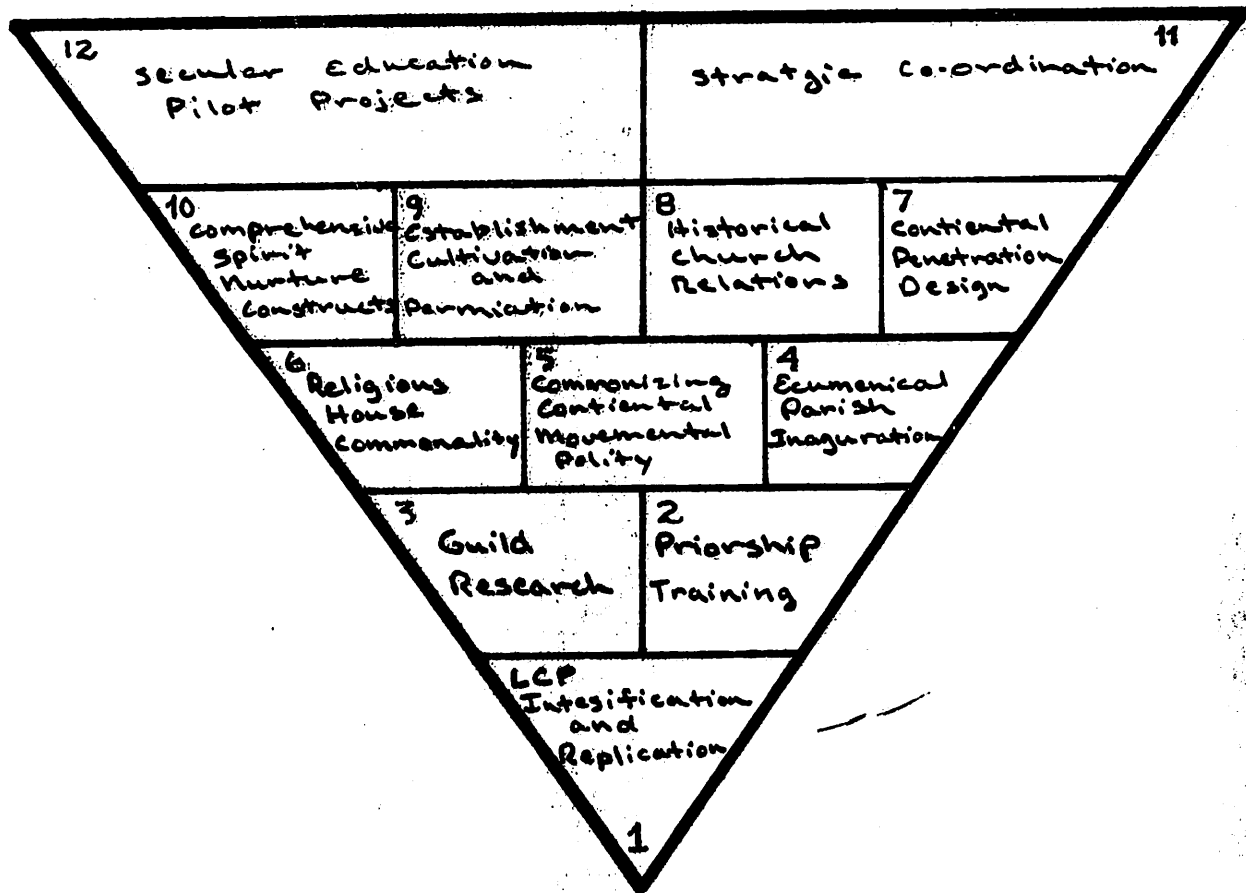 12
secular Education
Pilot Projects
11
stratgic Co-ordination
10
comprehensive
Spirit
Nurture
Constructs
9
Establishment
Cultivation
and
Permiation
8
Historical
Church
Relations
7
Contiental
Penetration
Design
6
Religious
House
Commonality
5
Commonizing
Contiental
Movemental
Polity
4
Ecumenical
Parish
Inaguration
3
Guild
Research
2
Priorship
Training
LCP
Intesification
and
Replication
1